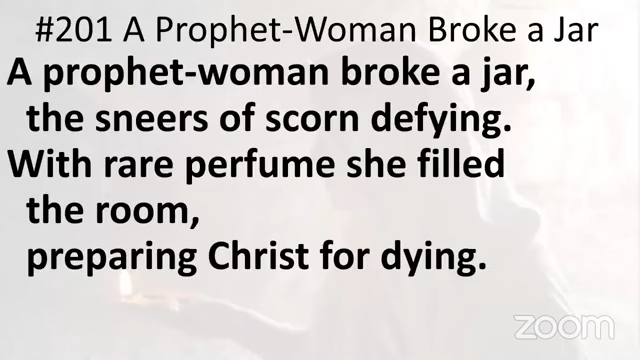 #201 A Prophet-Woman Broke a Jar
A prophet-woman broke a jar,
the sneers of scorn defying.
With rare perfume she filled
the room,
preparing Christ for dying.
zoom